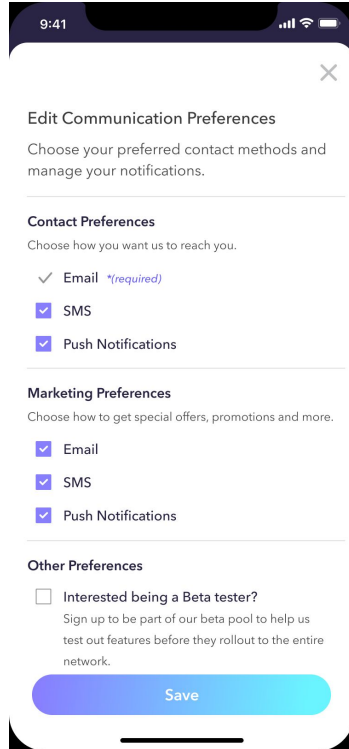 9:41
Edit Communication Preferences
Choose your preferred contact methods and
manage your notifications.
Contact Preferences
Choose how you want us to reach you.
Email *(required)
SMS
Push Notifications
Marketing Preferences
Choose how to get special offers, promotions and more.
Email
SMS
Push Notifications
Other Preferences
Interested being a Beta tester?
Sign up to be part of our beta pool to help us
test out features before they rollout to the entire
network.
Save